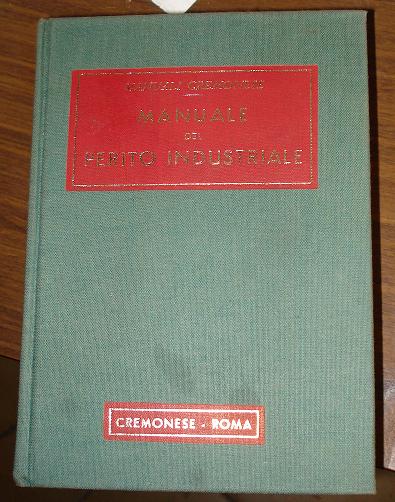 MANUALE
DEL
PERITO INDUSTRIALE
CREMONESE - ROMA